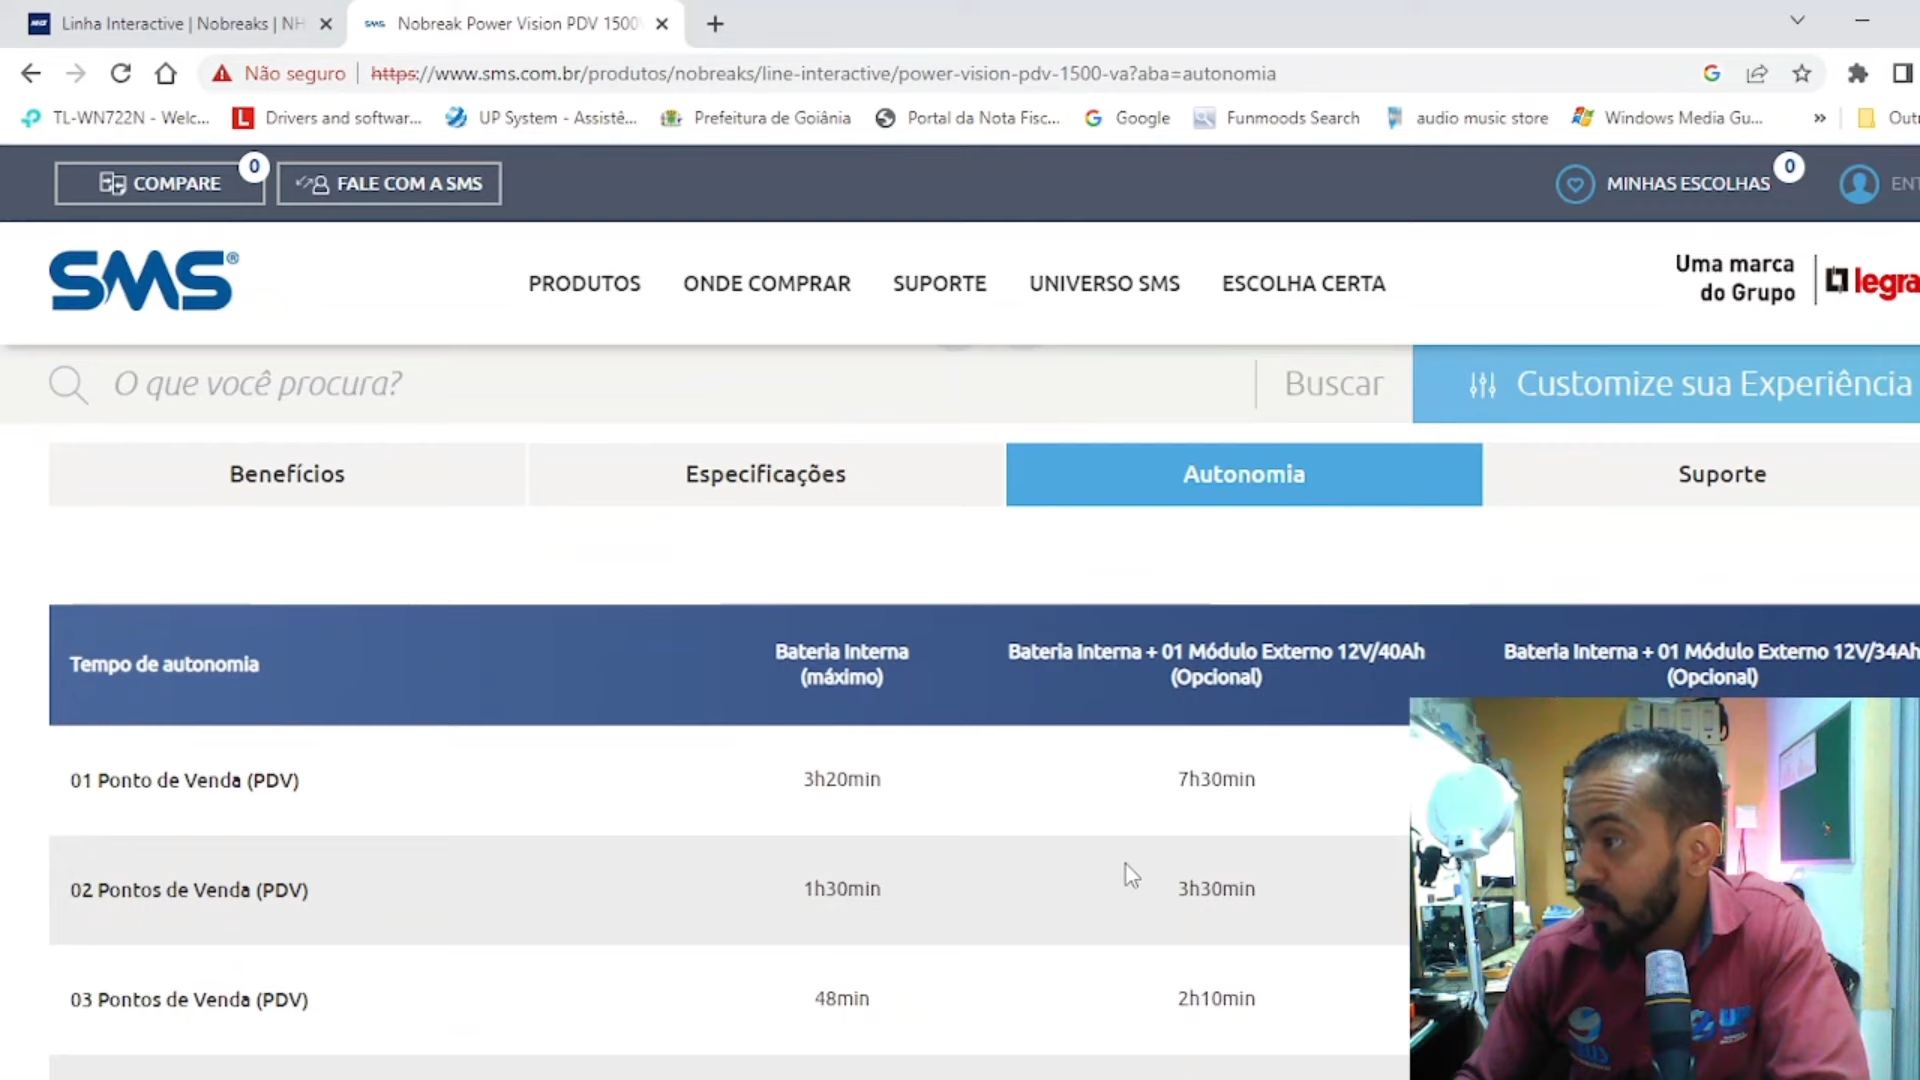 Linha Interactive | Nobreaks | NH
Nobreak Power Vision PDV 1500
Não seguro
https://www.sms.com.br/produtos/nobreaks/line-interactive/power-vision-pdv-1500-va?aba=autonomia
TL-WN722N - Welc...
Drivers and softwar...
UP System - Assistê...
Prefeitura de Goiânia
Portal da Nota Fisc...
Google
Funmoods Search
audio music store
Windows Media Gu...
»
Outr
COMPARE
0
FALE COM A SMS
MINHAS ESCOLHAS
0
ENT
SMS®
PRODUTOS
ONDE COMPRAR
SUPORTE
UNIVERSO SMS
ESCOLHA CERTA
Uma marca
do Grupo
legra
O que você procura?
Buscar
Customize sua Experiência
Benefícios
Especificações
Autonomia
Suporte
Tempo de autonomia
Bateria Interna
(máximo)
Bateria Interna + 01 Módulo Externo 12V/40Ah
(Opcional)
Bateria Interna + 01 Módulo Externo 12V/34Ah
(Opcional)
01 Ponto de Venda (PDV)
3h20min
7h30min
02 Pontos de Venda (PDV)
1h30min
3h30min
03 Pontos de Venda (PDV)
48min
2h10min